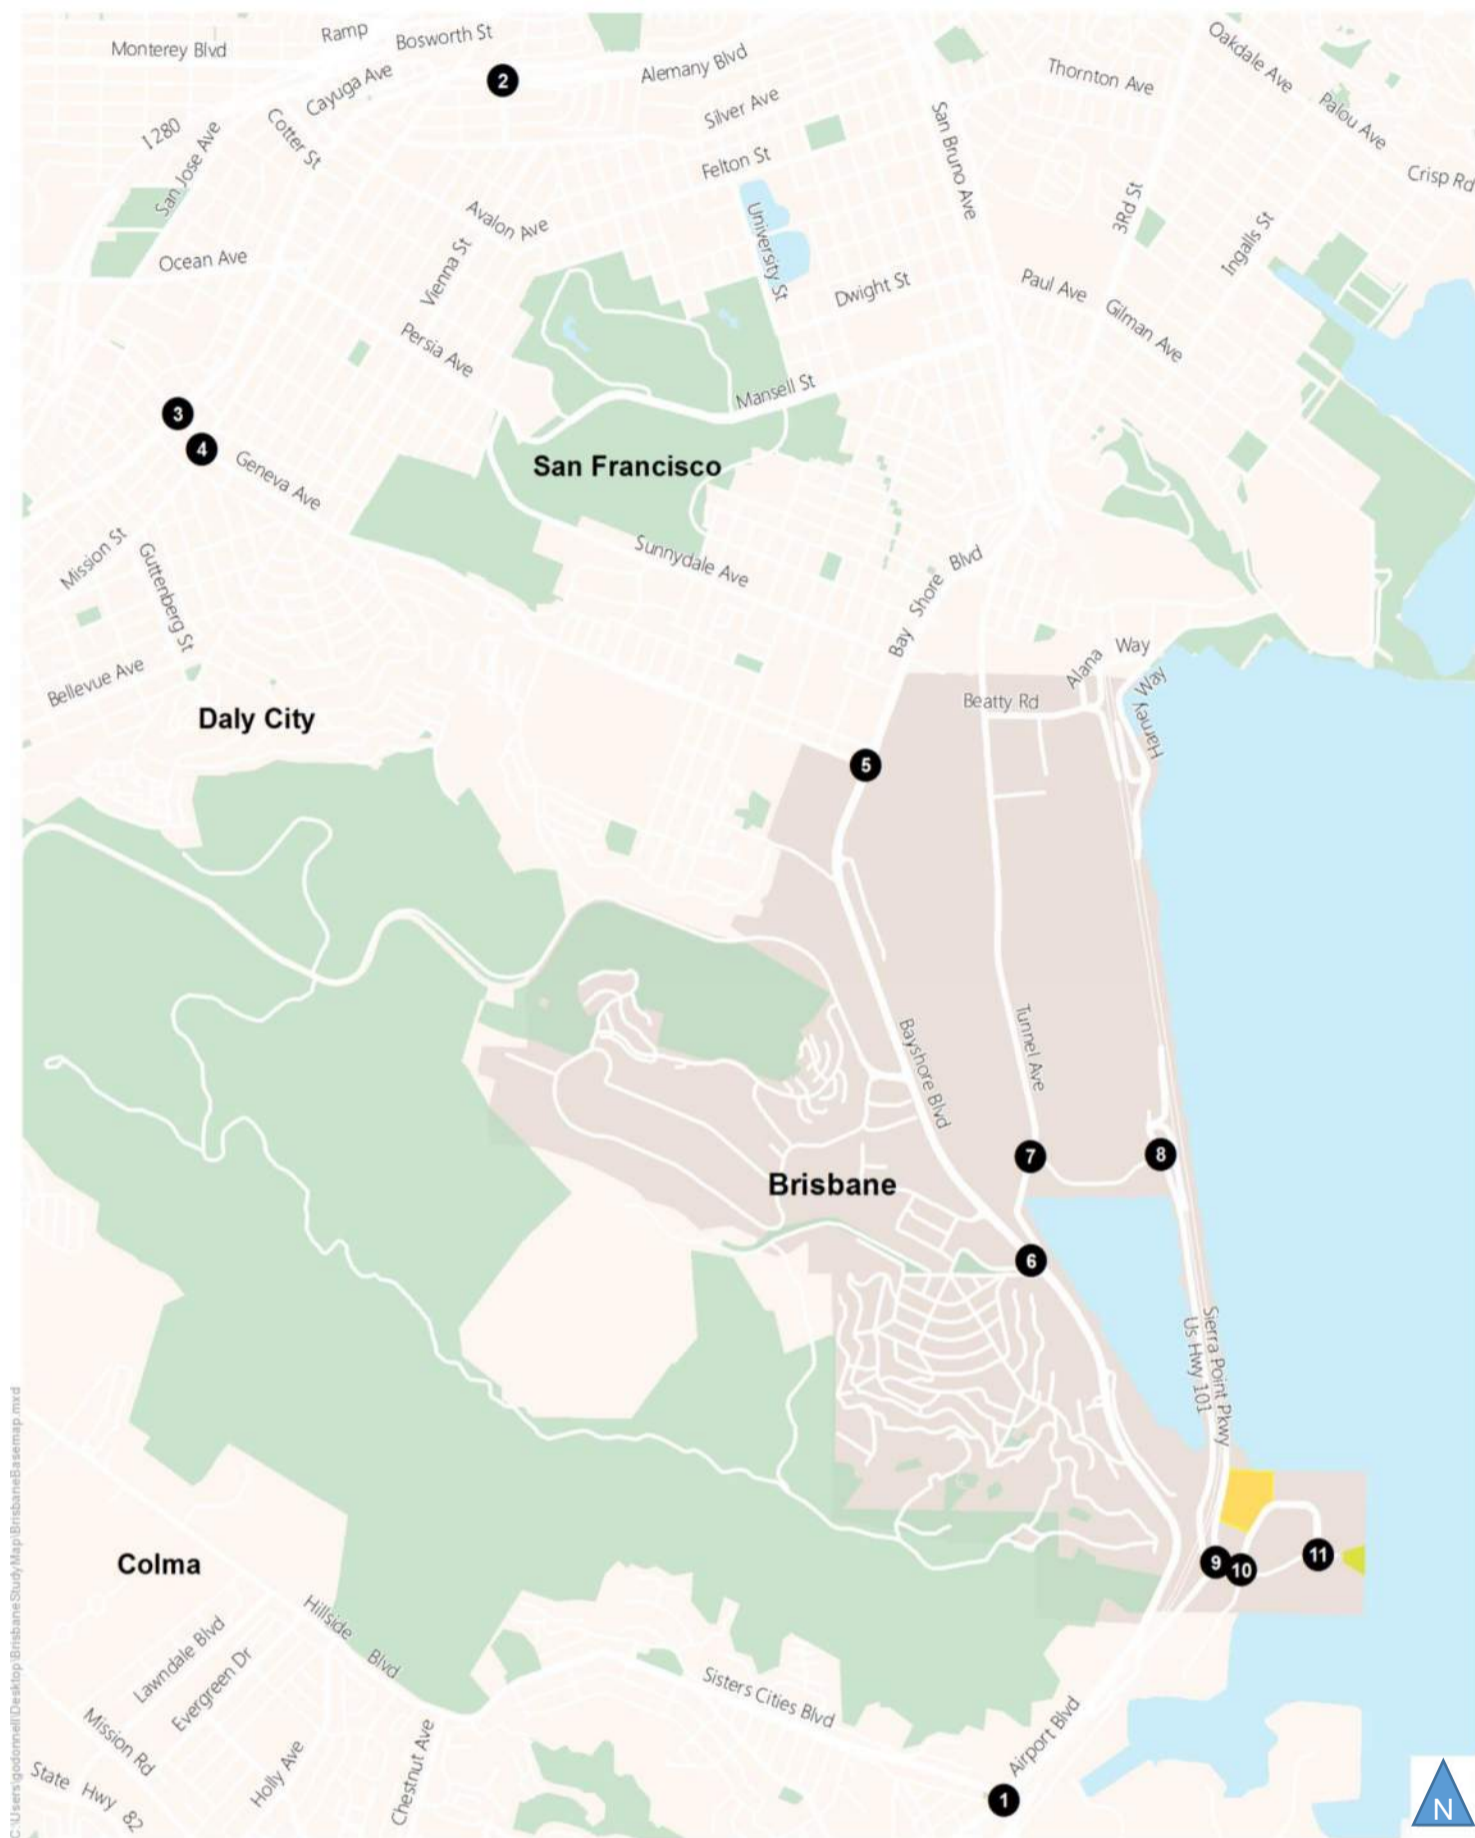 Monterey Blvd
Ramp
Bosworth St
Cayuga Ave
2
Alemany Blvd
Silver Ave
Thornton Ave
Oakdale Ave
Palou Ave
Crisp Rd
I 280
San Jose Ave
Cotter St
Felton St
San Bruno Ave
3Rd St
Ingalls St
Avalon Ave
Vienna St
University St
Ocean Ave
Dwight St
Paul Ave
Gilman Ave
Persia Ave
Mansell St
3
4
Geneva Ave
San Francisco
Mission St
Guttenberg St
Sunnydale Ave
Bay Shore Blvd
Bellevue Ave
Alana Way
Harney Way
Beatty Rd
Daly City
5
Tunnel Ave
Bayshore Blvd
7
8
Brisbane
6
Sierra Point Pkwy
Us Hwy 101
9
10
11
Colma
Hillside Blvd
Lawndale Blvd
Evergreen Dr
Sisters Cities Blvd
Mission Rd
Airport Blvd
Holly Ave
Chestnut Ave
State Hwy 82
1
N
C:\Users\godonnell\Desktop\BrisbaneStudyMap\BrisbaneBasemap.mxd